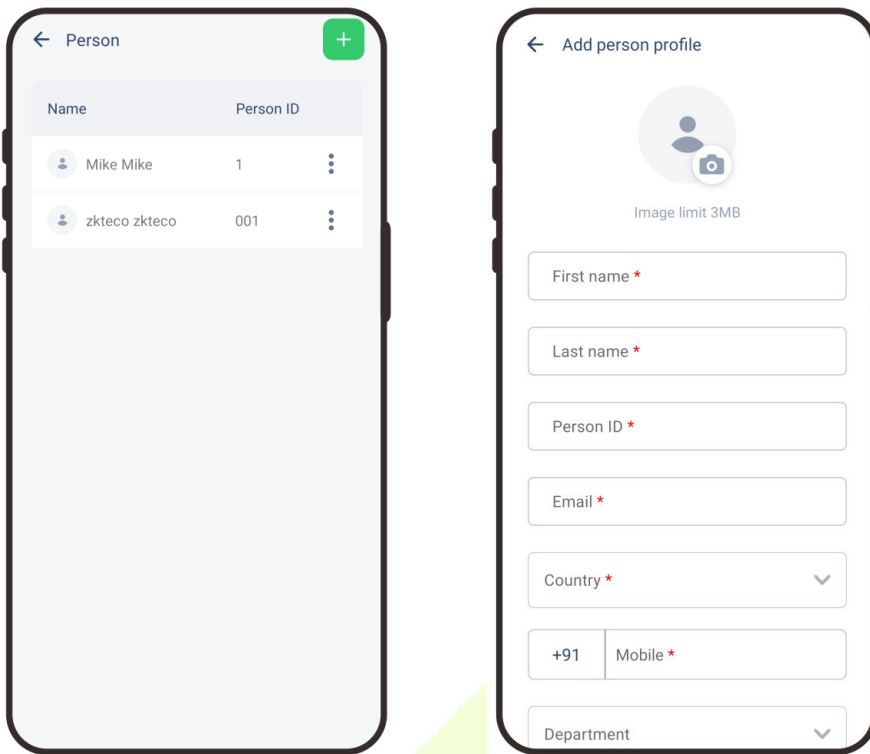 Person
Name Person ID
Mike Mike 1
zkteco zkteco 001
Add person profile
Image limit 3MB
First name *
Last name *
Person ID *
Email *
Country *
+91 Mobile *
Department